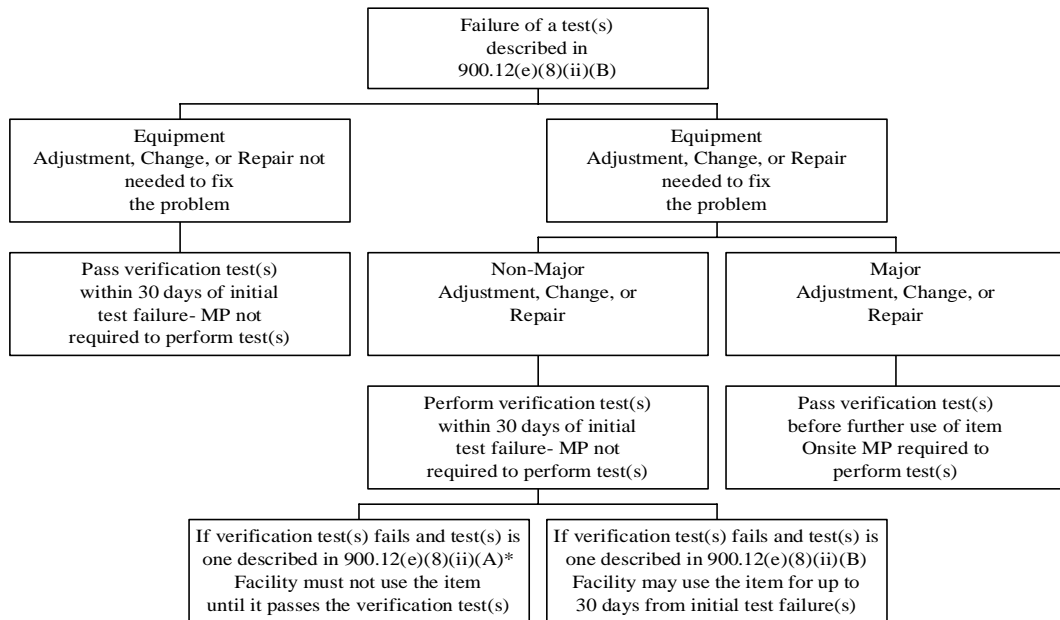 Failure of a test(s)
described in
900.12(e)(8)(ii)(B)
Equipment
Adjustment, Change, or Repair not
needed to fix
the problem
Equipment
Adjustment, Change, or Repair
needed to fix
the problem
Pass verification test(s)
within 30 days of initial
test failure- MP not
required to perform test(s)
Non-Major
Adjustment, Change, or
Repair
Major
Adjustment, Change, or
Repair
Perform verification test(s)
within 30 days of initial
test failure- MP not
required to perform test(s)
Pass verification test(s)
before further use of item
Onsite MP required to
perform test(s)
If verification test(s) fails and test(s) is
one described in 900.12(e)(8)(ii)(A)*
Facility must not use the item
until it passes the verification test(s)
If verification test(s) fails and test(s) is
one described in 900.12(e)(8)(ii)(B)
Facility may use the item for up to
30 days from initial test failure(s)